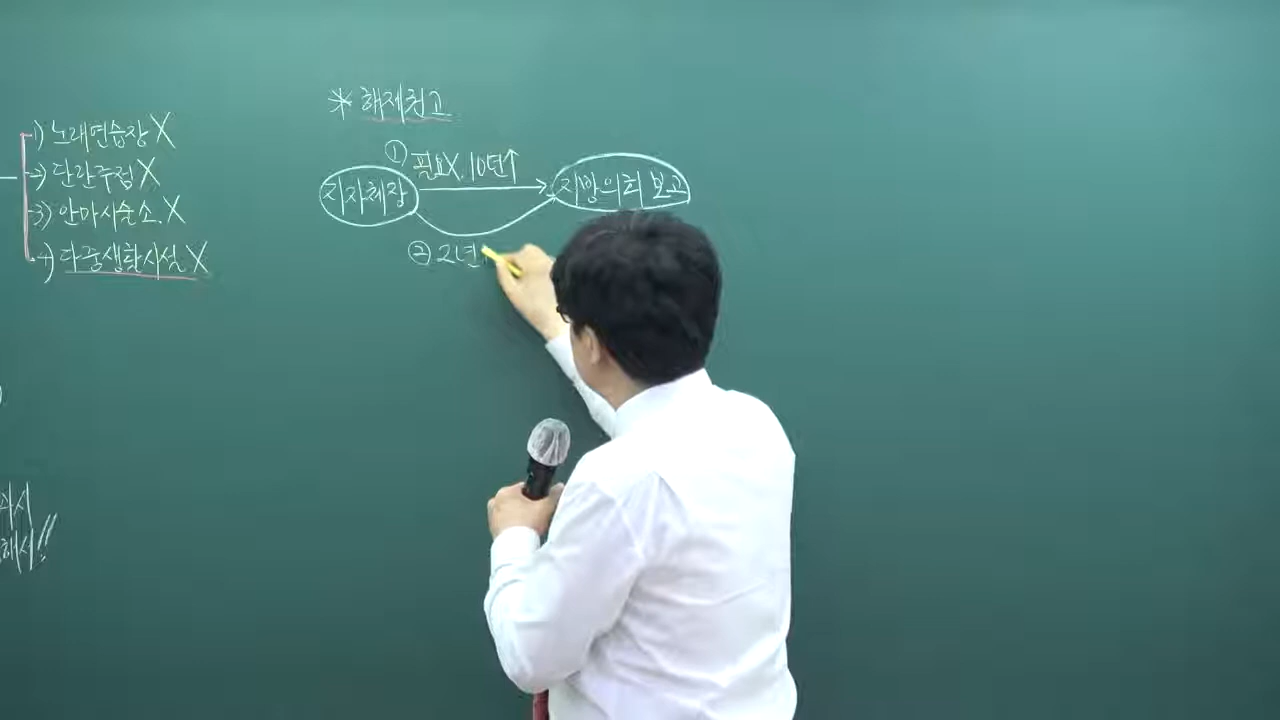 1) 노래연습장 X
2) 단란주점 X
3) 안마시술소. X
4) 다중생활시설 X
* 해제권고
① 필요X. 10년↑
지자체장
지방의회 보고
② 2년